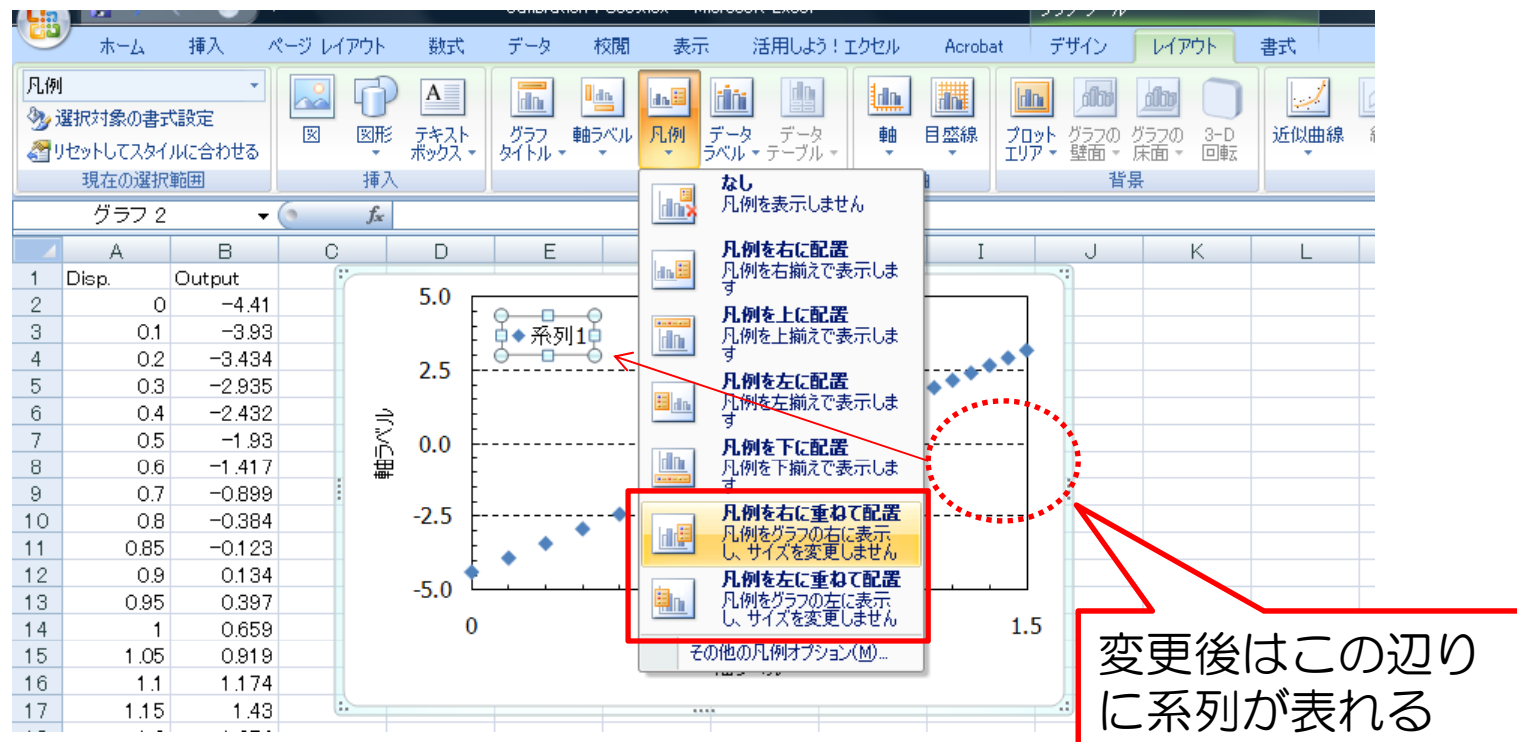 ホーム 挿入 ページ レイアウト 数式 データ 校閲 表示 活用しよう！エクセル Acrobat デザイン レイアウト 書式
凡例
選択対象の書式設定
リセットしてスタイルに合わせる
現在の選択範囲
図 図形 テキスト ボックス
挿入
グラフ タイトル 軸ラベル 凡例 データ ラベル データ テーブル
軸 目盛線
プロット エリア グラフの 壁面 グラフの 床面 3-D 回転
背景
近似曲線
グラフ 2 fx
A B C D E I J K L
1 Disp. Output
2 0 -4.41
3 0.1 -3.93
4 0.2 -3.434
5 0.3 -2.935
6 0.4 -2.432
7 0.5 -1.93
8 0.6 -1.417
9 0.7 -0.899
10 0.8 -0.384
11 0.85 -0.123
12 0.9 0.134
13 0.95 0.397
14 1 0.659
15 1.05 0.919
16 1.1 1.174
17 1.15 1.43
5.0
2.5
0.0
-2.5
-5.0
0 1.5
軸ラベル
系列1
なし
凡例を表示しません
凡例を右に配置
凡例を右揃えで表示しま
す
凡例を上に配置
凡例を上揃えで表示しま
す
凡例を左に配置
凡例を左揃えで表示しま
す
凡例を下に配置
凡例を下揃えで表示しま
す
凡例を右に重ねて配置
凡例をグラフの右に表示
し、サイズを変更しません
凡例を左に重ねて配置
凡例をグラフの左に表示
し、サイズを変更しません
その他の凡例オプション(M)...
変更後はこの辺り
に系列が表れる